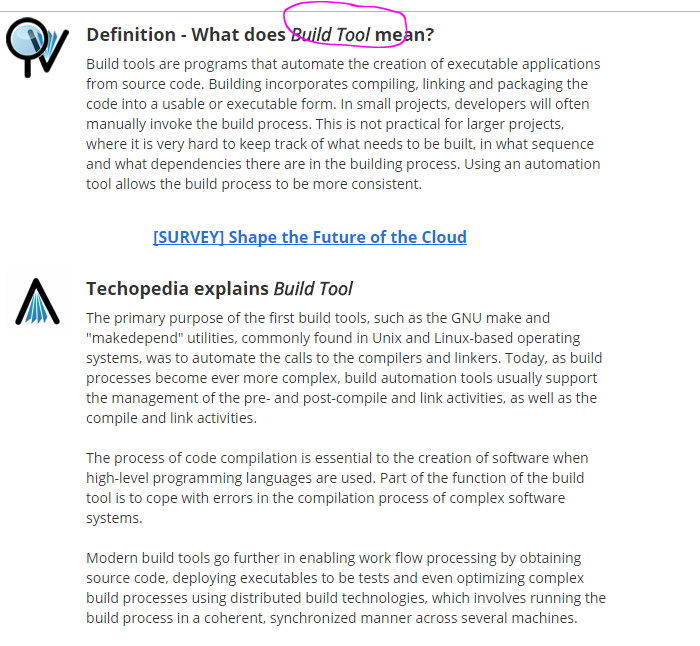 Definition - What does Build Tool mean?
Build tools are programs that automate the creation of executable applications
from source code. Building incorporates compiling, linking and packaging the
code into a usable or executable form. In small projects, developers will often
manually invoke the build process. This is not practical for larger projects,
where it is very hard to keep track of what needs to be built, in what sequence
and what dependencies there are in the building process. Using an automation
tool allows the build process to be more consistent.
[SURVEY] Shape the Future of the Cloud
Techopedia explains Build Tool
The primary purpose of the first build tools, such as the GNU make and
"makedepend" utilities, commonly found in Unix and Linux-based operating
systems, was to automate the calls to the compilers and linkers. Today, as build
processes become ever more complex, build automation tools usually support
the management of the pre- and post-compile and link activities, as well as the
compile and link activities.
The process of code compilation is essential to the creation of software when
high-level programming languages are used. Part of the function of the build
tool is to cope with errors in the compilation process of complex software
systems.
Modern build tools go further in enabling work flow processing by obtaining
source code, deploying executables to be tests and even optimizing complex
build processes using distributed build technologies, which involves running the
build process in a coherent, synchronized manner across several machines.